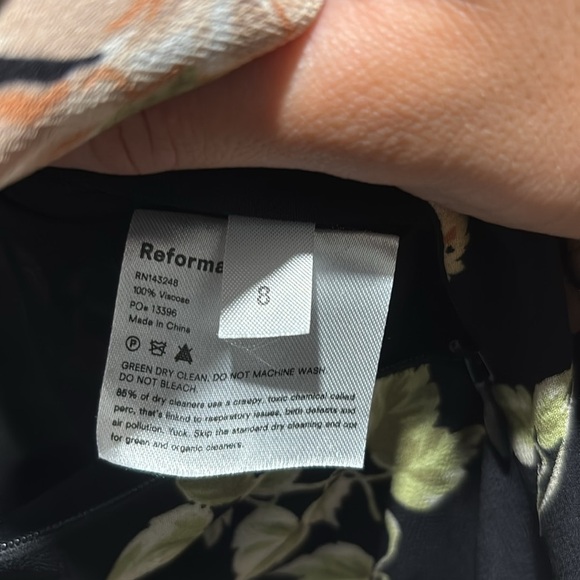 Reforma
8
RN143248
100% Viscose
PO# 13396
Made in China
P
GREEN DRY CLEAN. DO NOT MACHINE WASH.
DO NOT BLEACH.
86% of dry cleaners use a creepy, toxic chemical called
perc, that's linked to respiratory issues, birth defects and
air pollution. Yuck. Skip the standard dry cleaning and opt
for green and organic cleaners.